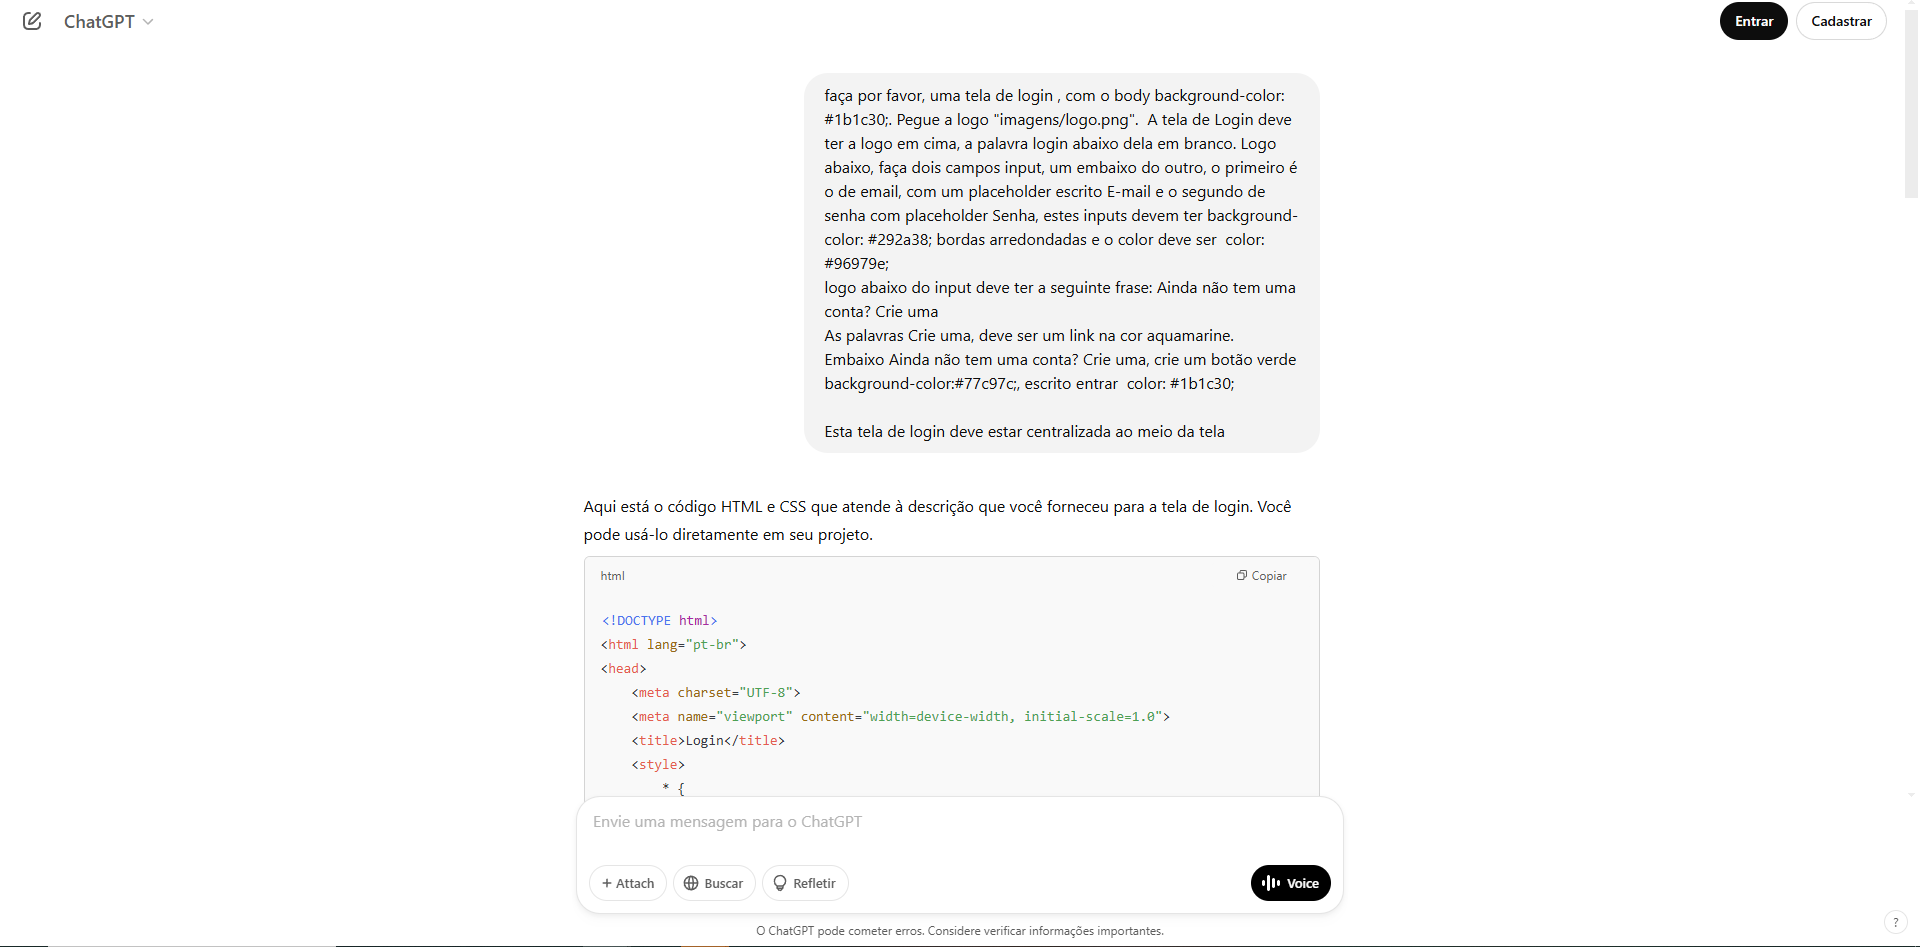 ChatGPT
Entrar
Cadastrar
faça por favor, uma tela de login , com o body background-color:
#1b1c30;. Pegue a logo "imagens/logo.png".  A tela de Login deve
ter a logo em cima, a palavra login abaixo dela em branco. Logo
abaixo, faça dois campos input, um embaixo do outro, o primeiro é
o de email, com um placeholder escrito E-mail e o segundo de
senha com placeholder Senha, estes inputs devem ter background-
color: #292a38; bordas arredondadas e o color deve ser  color:
#96979e;
logo abaixo do input deve ter a seguinte frase: Ainda não tem uma
conta? Crie uma
As palavras Crie uma, deve ser um link na cor aquamarine.
Embaixo Ainda não tem uma conta? Crie uma, crie um botão verde
background-color:#77c97c;, escrito entrar  color: #1b1c30;
Esta tela de login deve estar centralizada ao meio da tela
Aqui está o código HTML e CSS que atende à descrição que você forneceu para a tela de login. Você
pode usá-lo diretamente em seu projeto.
html
Copiar
<!DOCTYPE html>
<html lang="pt-br">
<head>
    <meta charset="UTF-8">
    <meta name="viewport" content="width=device-width, initial-scale=1.0">
    <title>Login</title>
    <style>
        * {
Envie uma mensagem para o ChatGPT
+ Attach
Buscar
Refletir
Voice
O ChatGPT pode cometer erros. Considere verificar informações importantes.
?